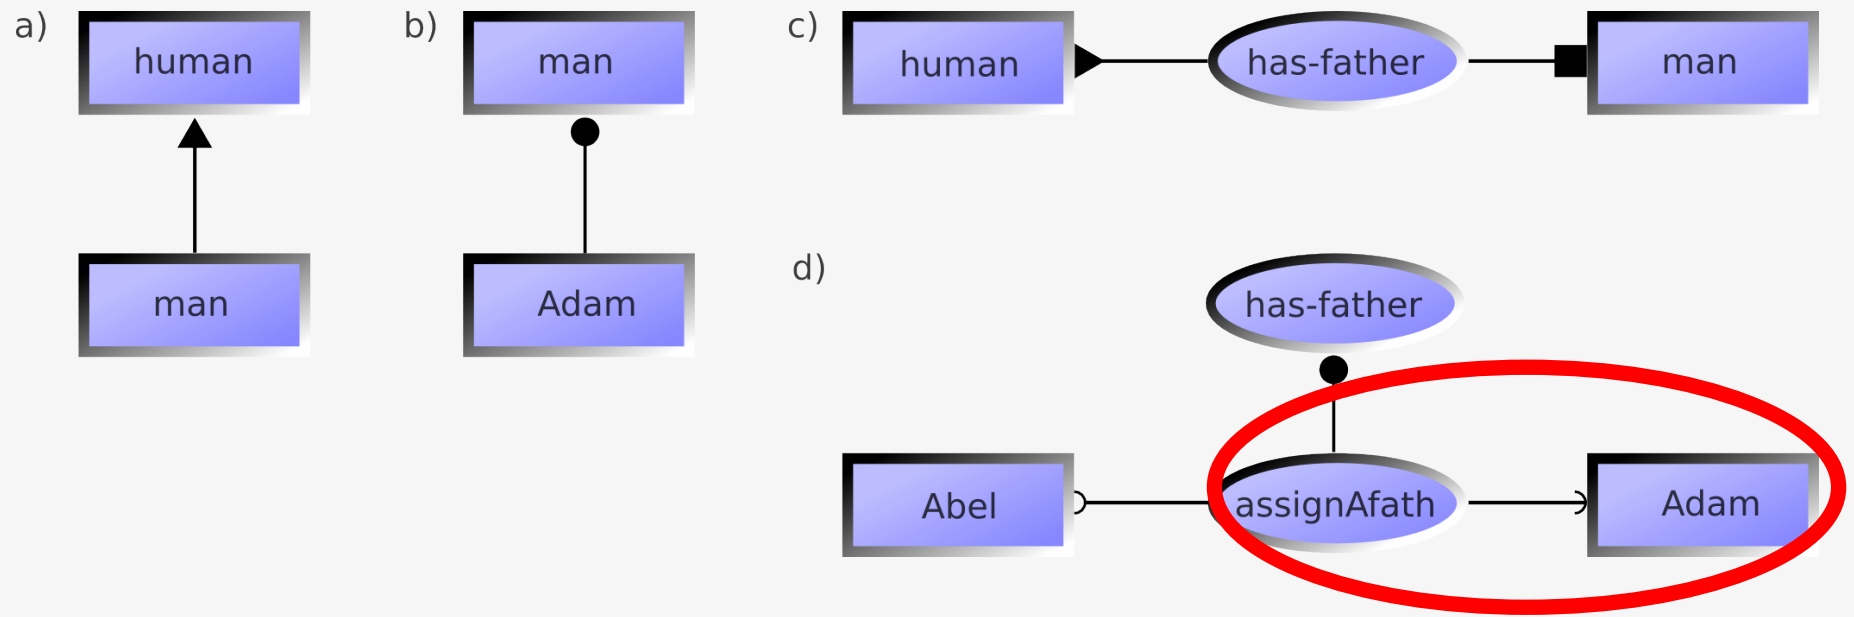 a)
human
man
b)
man
Adam
c)
human
has-father
man
d)
has-father
Abel
assignAfath
Adam